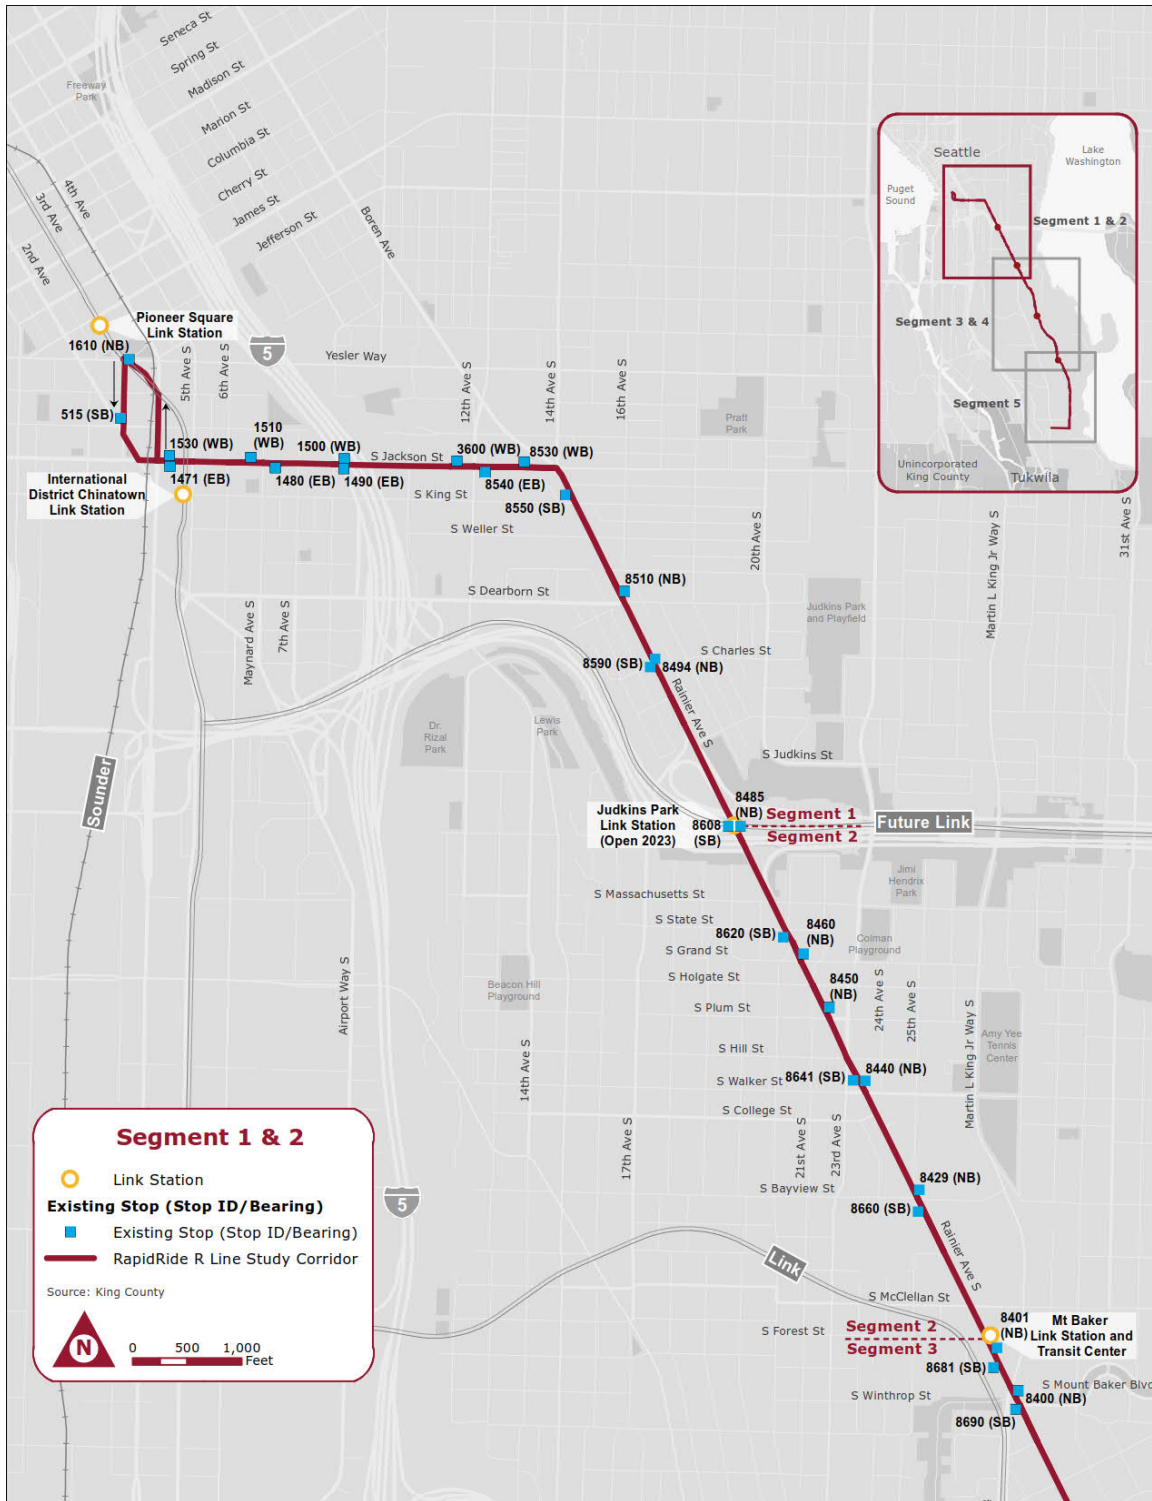 Seneca St
Spring St
Madison St
Marion St
Columbia St
Cherry St
James St
Jefferson St
Freeway
Park
4th Ave
3rd Ave
2nd Ave
Boren Ave
Seattle
Lake
Washington
Puget
Sound
Segment 1 & 2
Segment 3 & 4
Segment 5
Unincorporated
King County
Tukwila
Pioneer Square
Link Station
1610 (NB)
515 (SB)
5
Yesler Way
5th Ave S
6th Ave S
12th Ave S
14th Ave S
16th Ave S
Pratt
Park
1530 (WB)
1510
(WB)
1500 (WB)
S Jackson St
3600 (WB)
8530 (WB)
1471 (EB)
1480 (EB)
1490 (EB)
8540 (EB)
8550 (SB)
International
District Chinatown
Link Station
S King St
S Weller St
20th Ave S
Martin L King Jr Way S
31st Ave S
S Dearborn St
8510 (NB)
Judkins Park
and Playfield
Maynard Ave S
7th Ave S
S Charles St
8590 (SB)
8494 (NB)
Rainier Ave S
Dr.
Rizal
Park
Lewis
Park
S Judkins St
Sounder
Judkins Park
Link Station
(Open 2023)
8485
(NB)
8608
(SB)
Segment 1
Segment 2
Future Link
Jimi
Hendrix
Park
S Massachusetts St
S State St
8620 (SB)
8460
(NB)
Colman
Playground
S Grand St
S Holgate St
8450
(NB)
S Plum St
Beacon Hill
Playground
Airport Way S
24th Ave S
25th Ave S
Martin L King Jr Way S
Amy Yee
Tennis
Center
14th Ave S
S Hill St
S Walker St
8641 (SB)
8440 (NB)
S College St
17th Ave S
21st Ave S
23rd Ave S
S Bayview St
8429 (NB)
8660 (SB)
5
Rainier Ave S
Link
S McClellan St
S Forest St
Segment 2
Segment 3
8401
(NB)
Mt Baker
Link Station and
Transit Center
8681 (SB)
S Winthrop St
S Mount Baker Blvd
8400 (NB)
8690 (SB)
Segment 1 & 2
Link Station
Existing Stop (Stop ID/Bearing)
Existing Stop (Stop ID/Bearing)
RapidRide R Line Study Corridor
Source: King County
N
0 500 1,000
Feet